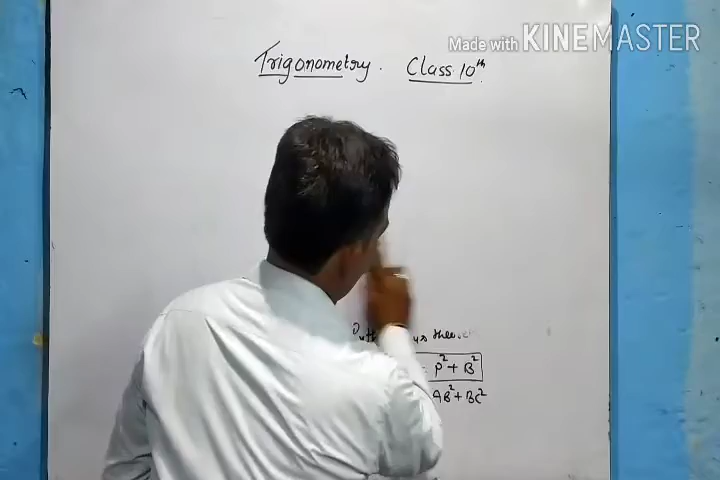 Made with KINEMASTER
Trigonometry. Class 10th
= P² + B²
AB² + BC²